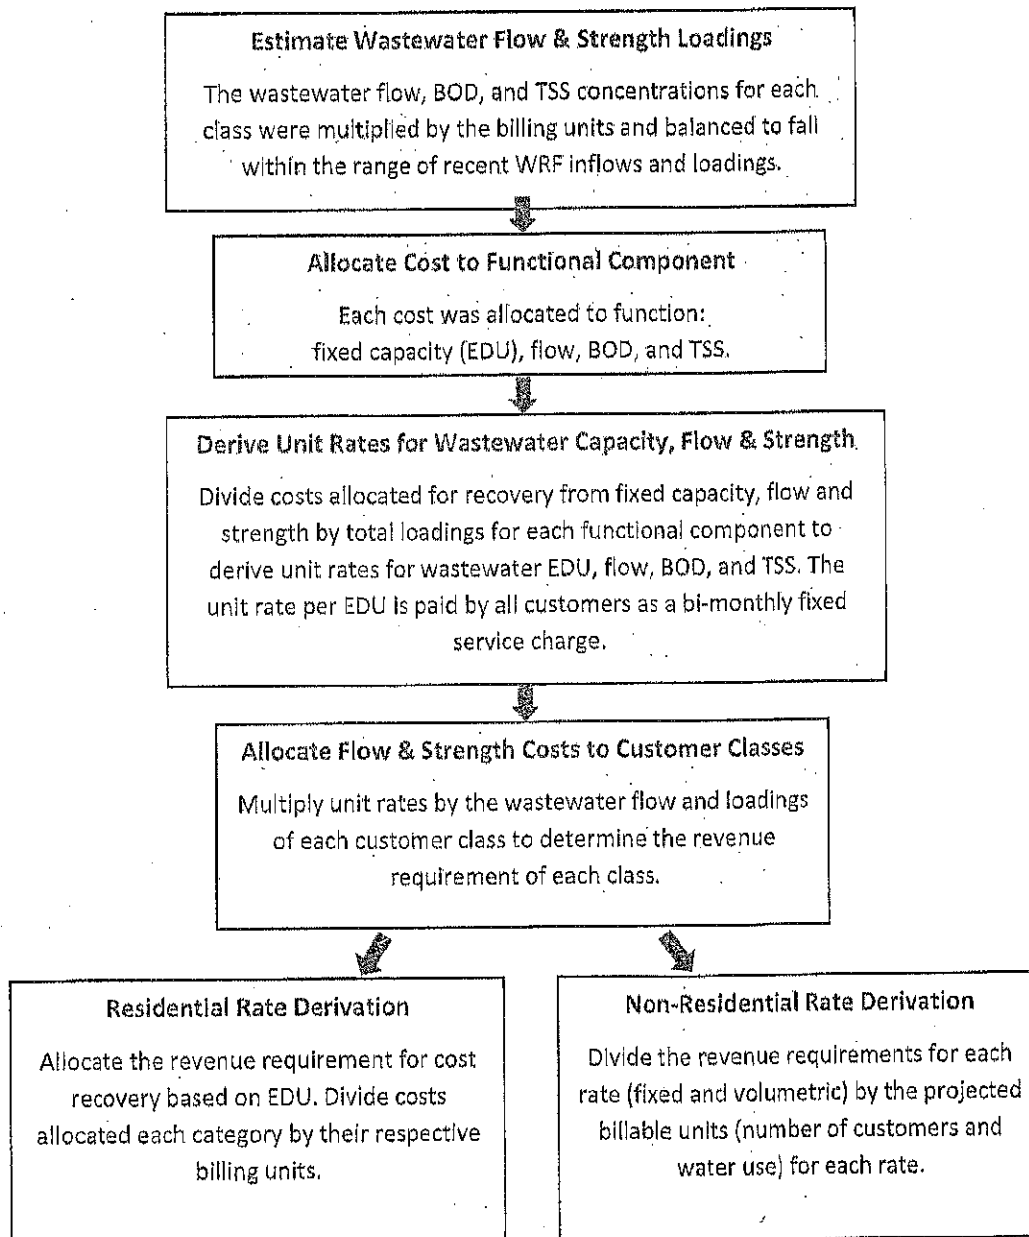 Estimate Wastewater Flow & Strength Loadings
The wastewater flow, BOD, and TSS concentrations for each
class were multiplied by the billing units and balanced to fall
within the range of recent WRF inflows and loadings.
Allocate Cost to Functional Component
Each cost was allocated to function:
fixed capacity (EDU), flow, BOD, and TSS.
Derive Unit Rates for Wastewater Capacity, Flow & Strength
Divide costs allocated for recovery from fixed capacity, flow and
strength by total loadings for each functional component to
derive unit rates for wastewater EDU, flow, BOD, and TSS. The
unit rate per EDU is paid by all customers as a bi-monthly fixed
service charge.
Allocate Flow & Strength Costs to Customer Classes
Multiply unit rates by the wastewater flow and loadings
of each customer class to determine the revenue
requirement of each class.
Residential Rate Derivation
Allocate the revenue requirement for cost
recovery based on EDU. Divide costs
allocated each category by their respective
billing units.
Non-Residential Rate Derivation
Divide the revenue requirements for each
rate (fixed and volumetric) by the projected
billable units (number of customers and
water use) for each rate.